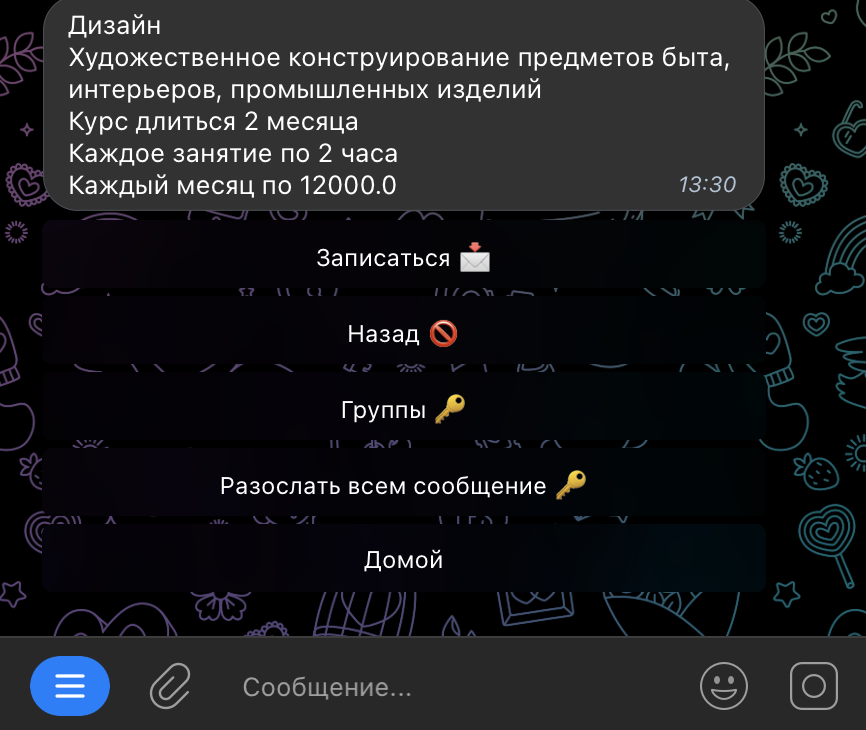 Дизайн
Художественное конструирование предметов быта,
интерьеров, промышленных изделий
Курс длиться 2 месяца
Каждое занятие по 2 часа
Каждый месяц по 12000.0
13:30
Записаться
Назад
Группы
Разослать всем сообщение
Домой
Сообщение...